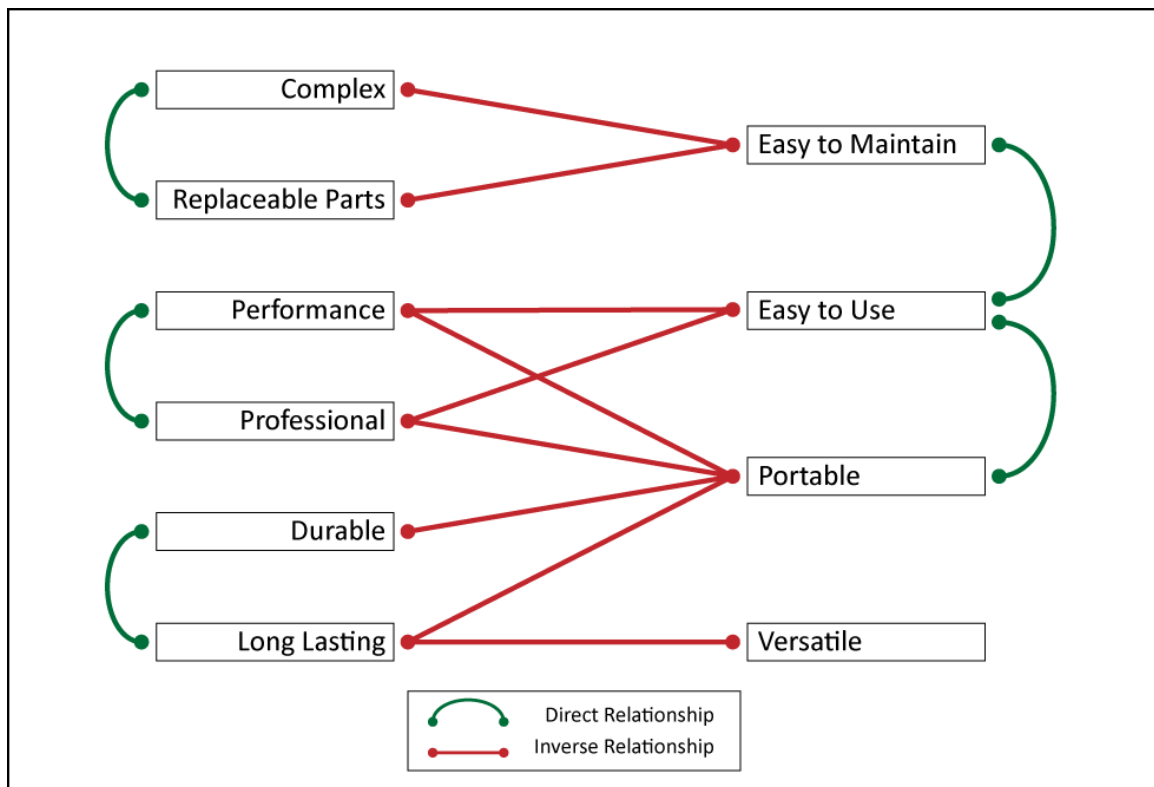 Complex
Easy to Maintain
Replaceable Parts
Performance
Easy to Use
Professional
Portable
Durable
Long Lasting
Versatile
Direct Relationship
Inverse Relationship